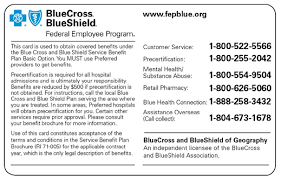 BlueCross
BlueShield
Federal Employee Program.
This card is used to obtain covered benefits under
the Blue Cross and Blue Shield Service Benefit
Plan Basic Option. You MUST use Preferred
providers to get benefits.
Precertification is required for all hospital
admissions and is ultimately your responsibility.
Benefits are reduced by $500 if precertification is
not obtained. For instructions, call the local Blue
Cross and Blue Shield Plan serving the area where
you are treated. In some areas, Preferred hospitals
will obtain precertification for you. Certain other
services require prior approval. Please consult
your brochure for more information.
Use of this card constitutes acceptance of the
terms and conditions in the Service Benefit Plan
Brochure (RI 71-005) for the applicable contract
year, which is the only legal description of benefits.
www.fepblue.org
Customer Service: 1-800-522-5566
Precertification: 1-800-255-2042
Mental Health/
Substance Abuse: 1-800-554-9504
Retail Pharmacy: 1-800-626-5060
Blue Health Connection: 1-888-258-3432
Assistance Overseas
(Call collect): 1-804-673-1678
BlueCross and BlueShield of Geography
An independent licensee of the BlueCross
and BlueShield Association.